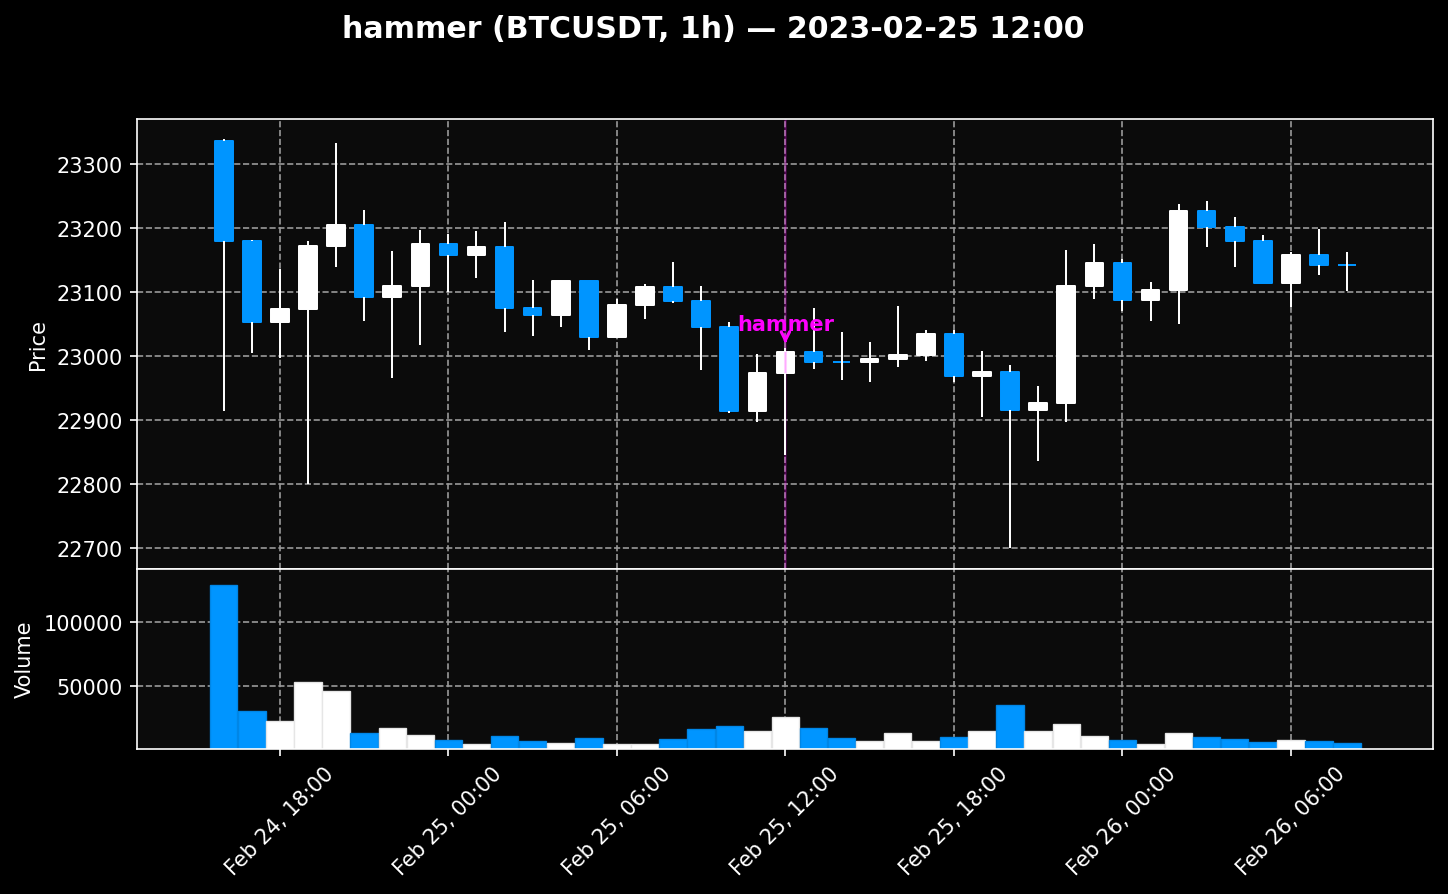 hammer (BTCUSDT, 1h) — 2023-02-25 12:00
23300
23200
23100
hammer
23000
22900
22800
22700
Price
100000
50000
Volume
Feb 24, 18:00
Feb 25, 00:00
Feb 25, 06:00
Feb 25, 12:00
Feb 25, 18:00
Feb 26, 00:00
Feb 26, 06:00